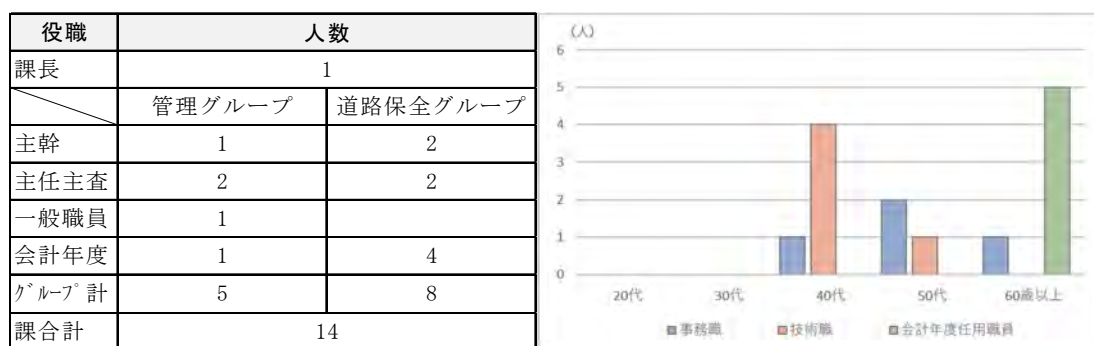 役職 人数
課長 1
管理グループ 道路保全グループ
主幹 1 2
主任主査 2 2
一般職員 1
会計年度 1 4
グループ計 5 8
課合計 14
(人)
6
5
4
3
2
1
0
20代 30代 40代 50代 60歳以上
事務職 技術職 会計年度任用職員